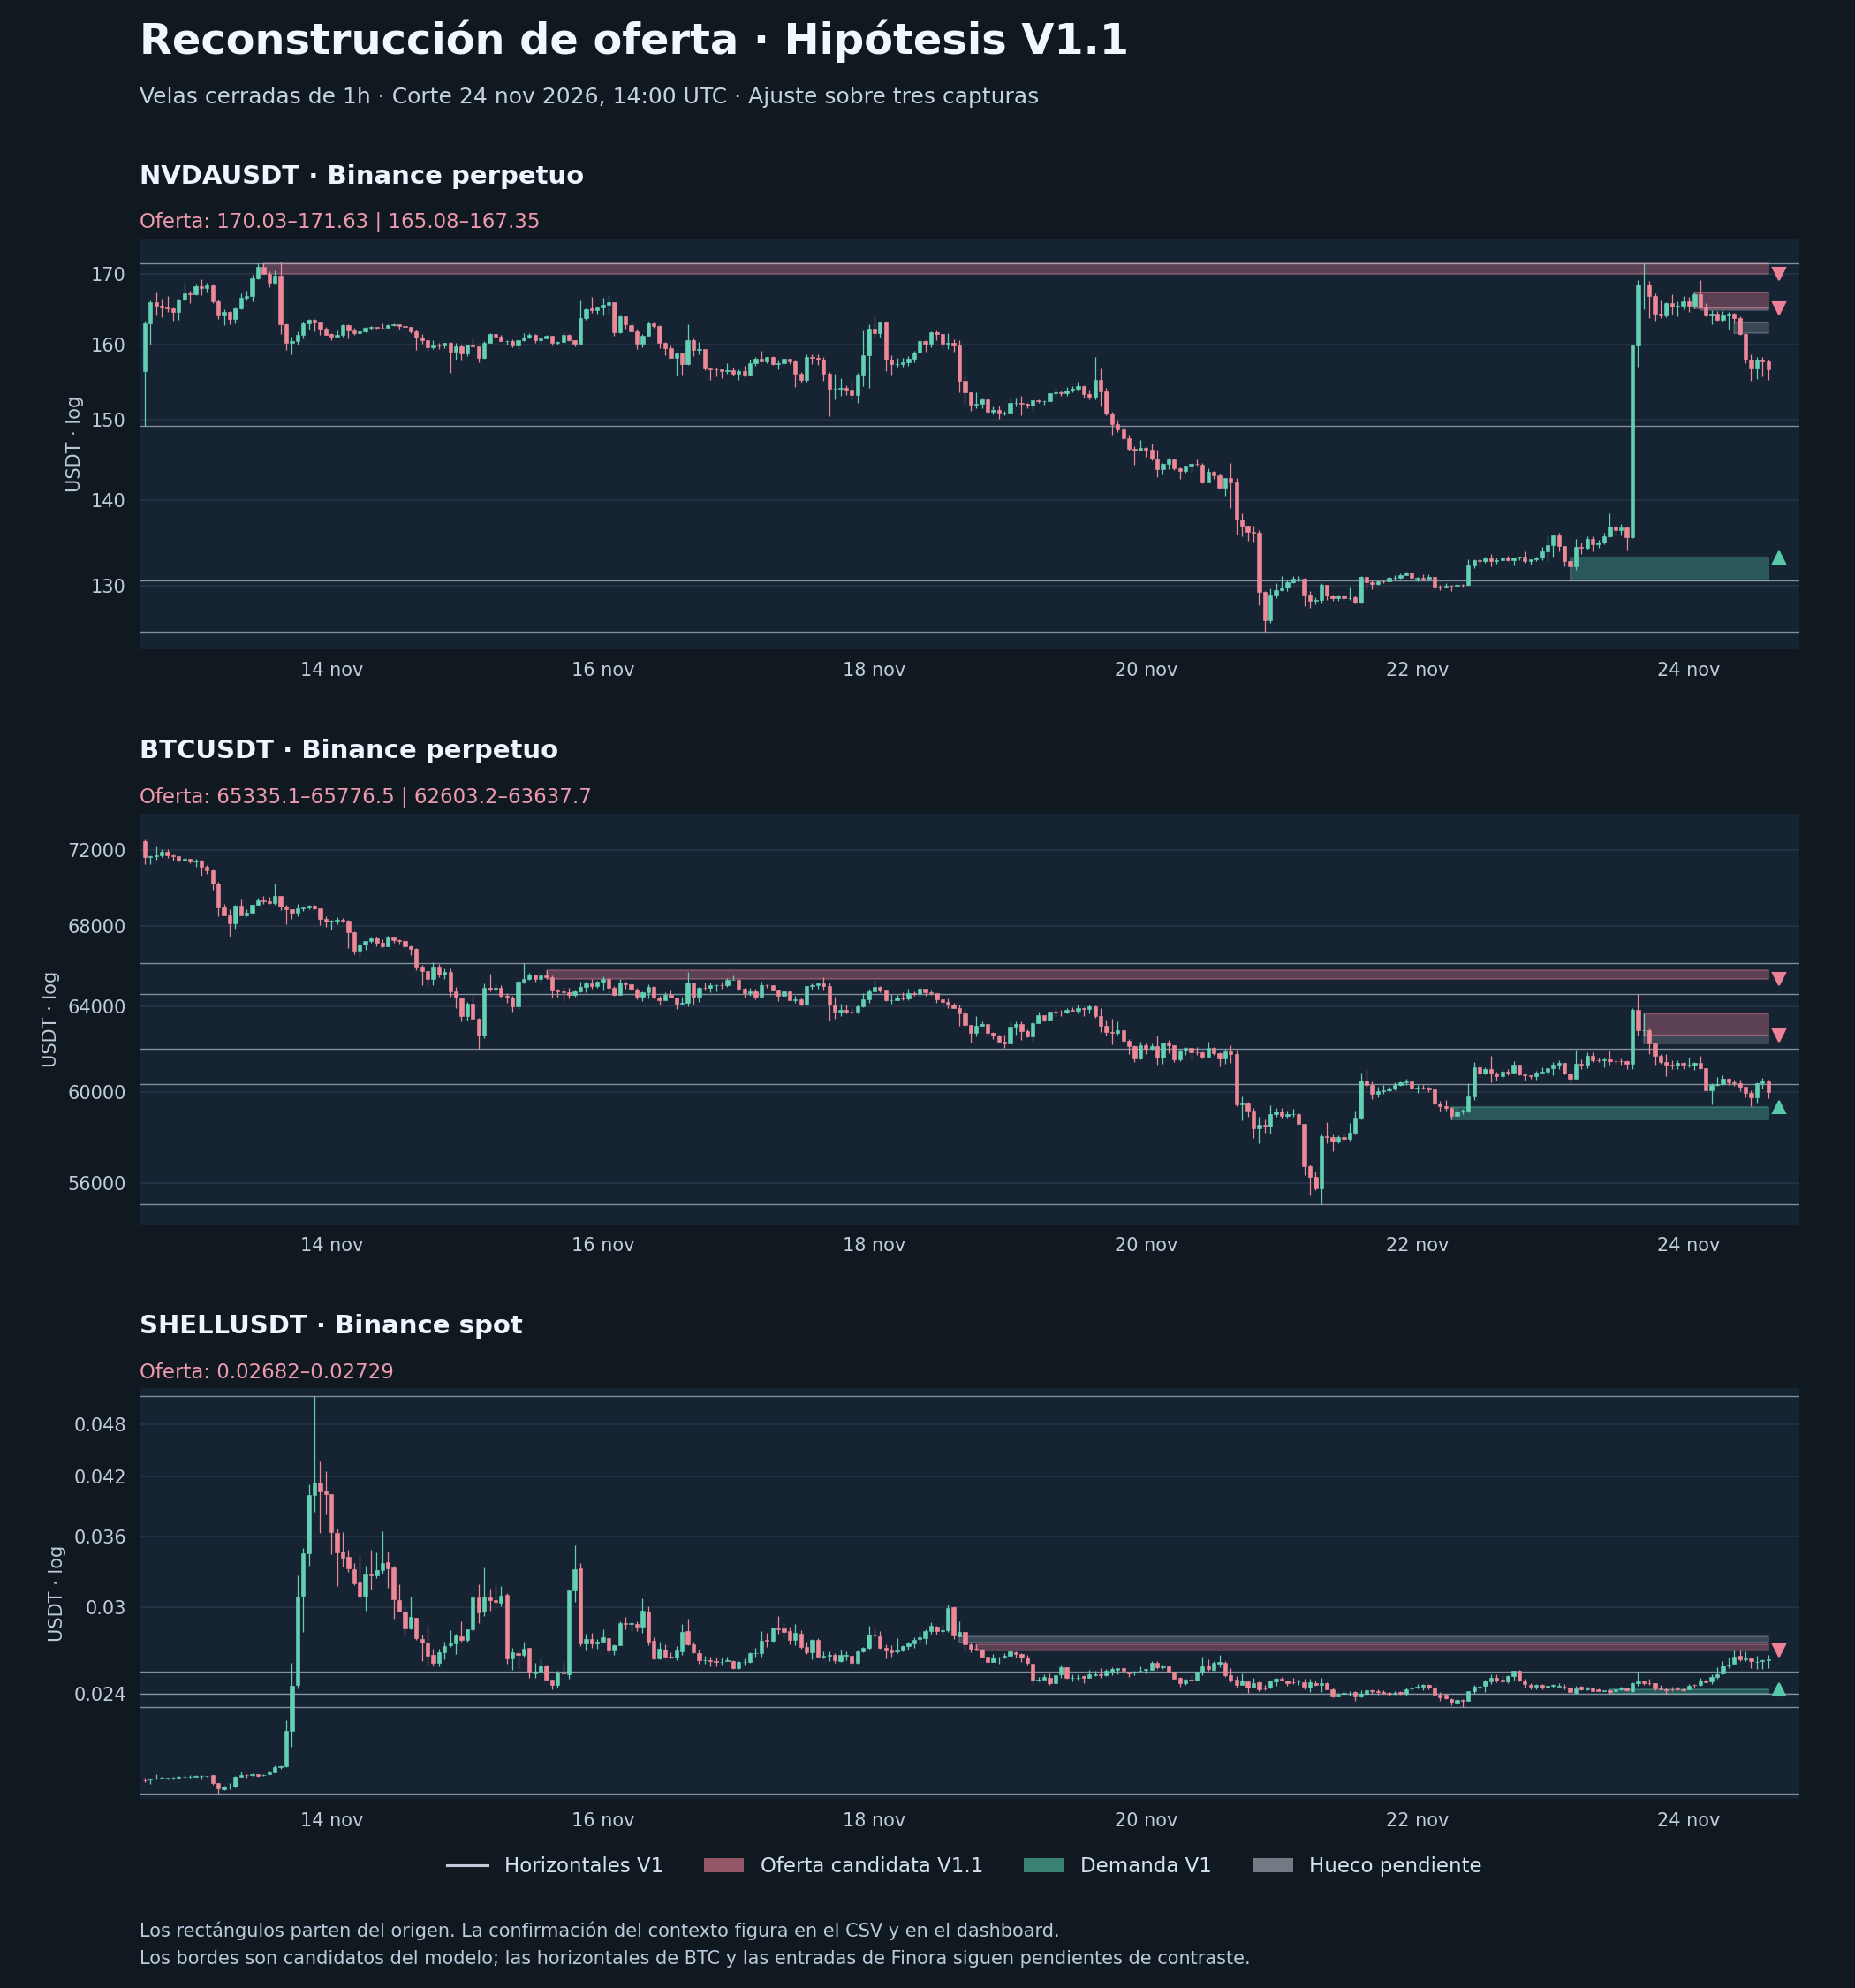 Reconstrucción de oferta · Hipótesis V1.1
Velas cerradas de 1h · Corte 24 nov 2026, 14:00 UTC · Ajuste sobre tres capturas
NVDAUSDT · Binance perpetuo
Oferta: 170.03–171.63 | 165.08–167.35
USDT · log
170
160
150
140
130
14 nov
16 nov
18 nov
20 nov
22 nov
24 nov
BTCUSDT · Binance perpetuo
Oferta: 65335.1–65776.5 | 62603.2–63637.7
USDT · log
72000
68000
64000
60000
56000
14 nov
16 nov
18 nov
20 nov
22 nov
24 nov
SHELLUSDT · Binance spot
Oferta: 0.02682–0.02729
USDT · log
0.048
0.042
0.036
0.03
0.024
14 nov
16 nov
18 nov
20 nov
22 nov
24 nov
Horizontales V1
Oferta candidata V1.1
Demanda V1
Hueco pendiente
Los rectángulos parten del origen. La confirmación del contexto figura en el CSV y en el dashboard.
Los bordes son candidatos del modelo; las horizontales de BTC y las entradas de Finora siguen pendientes de contraste.